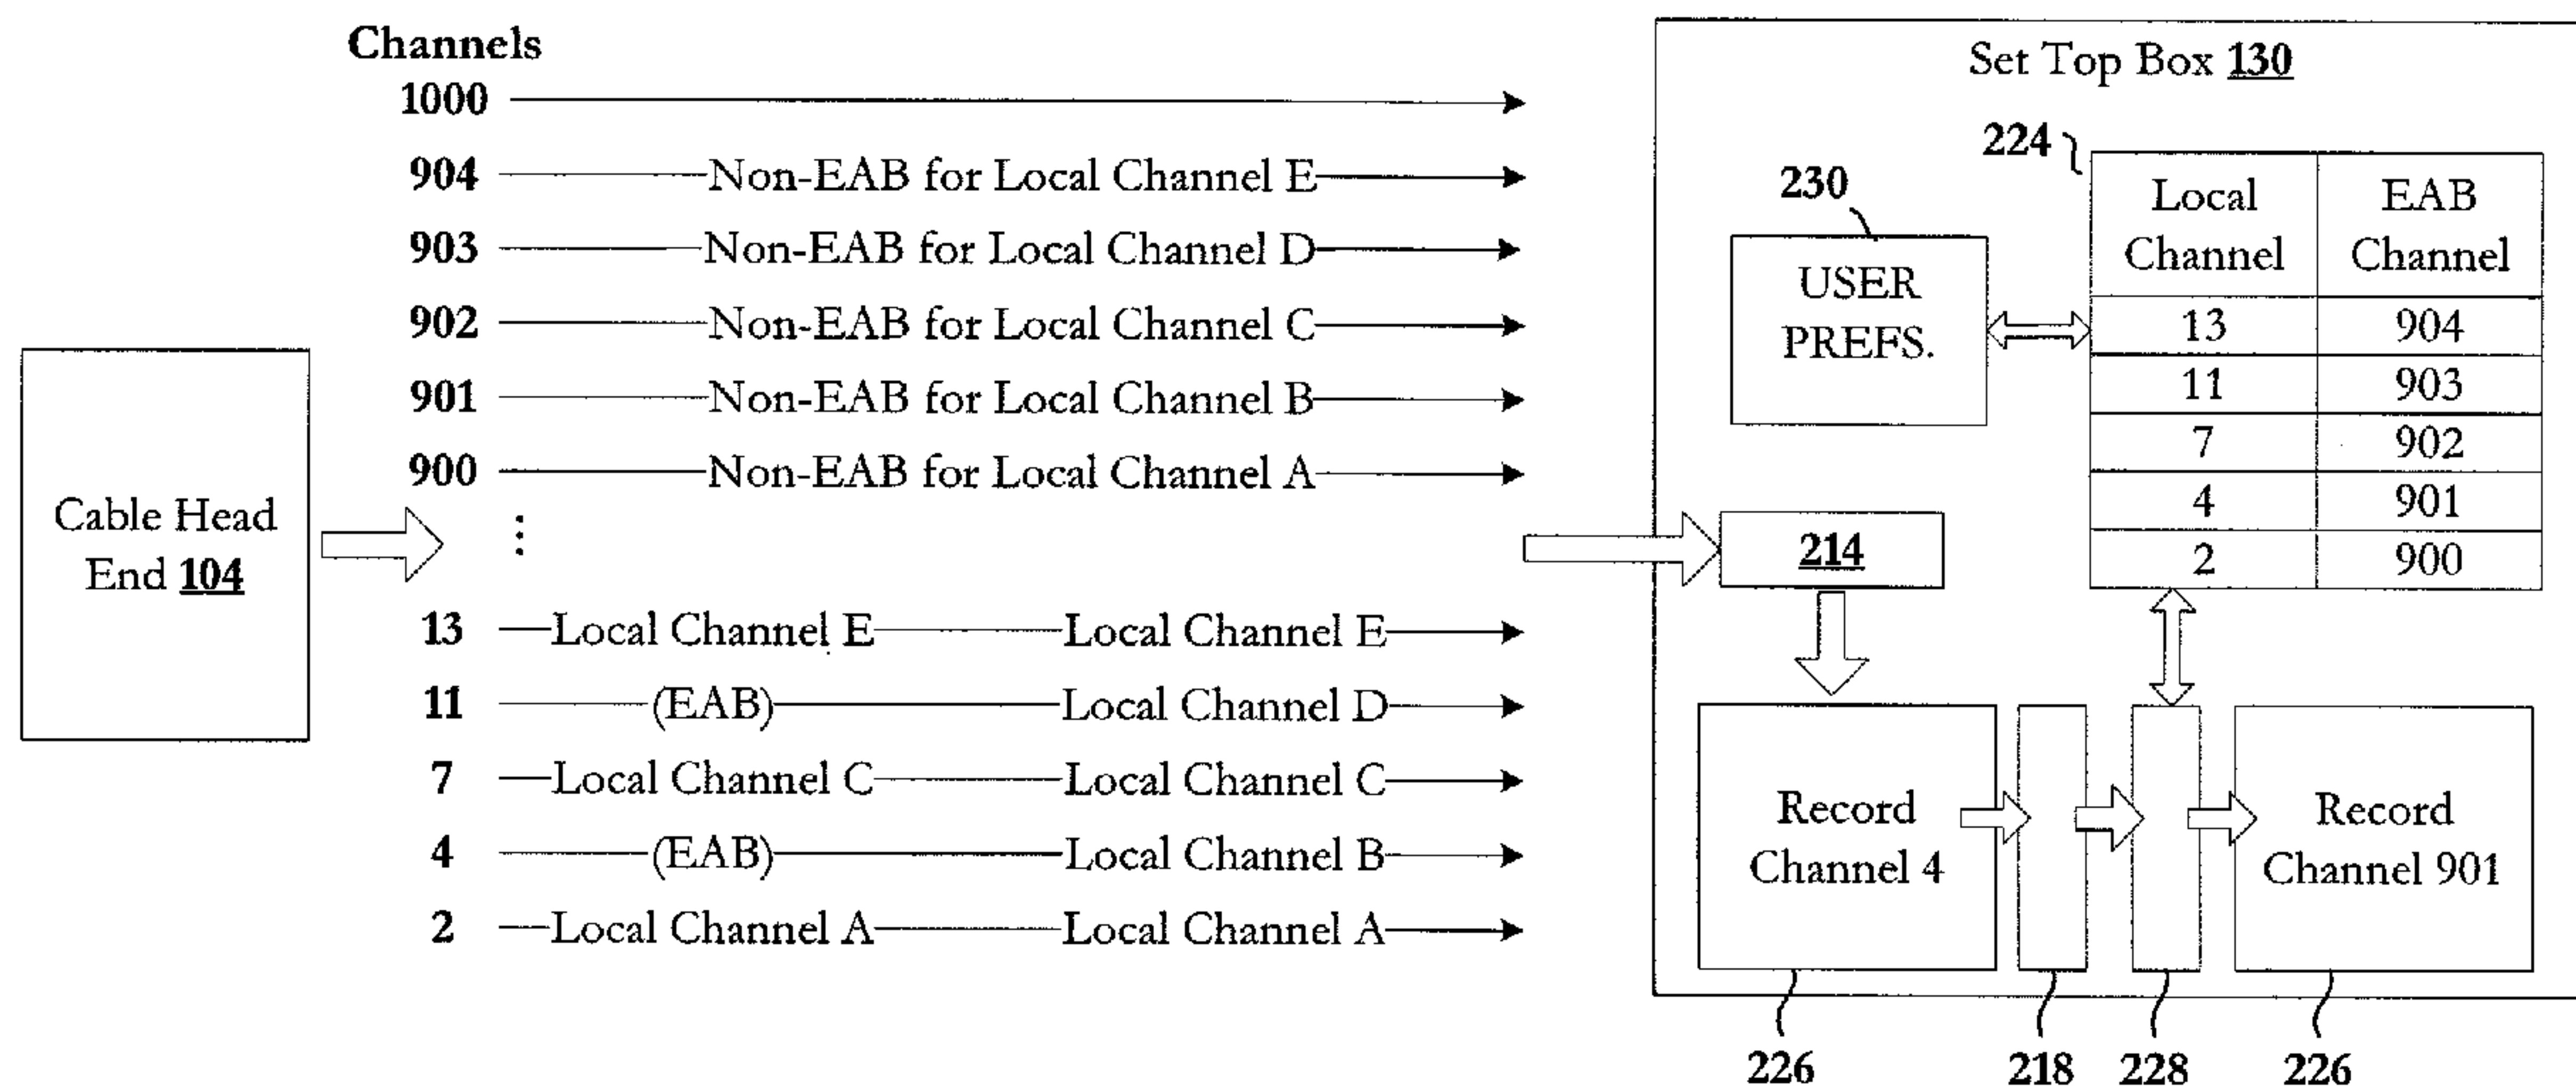 Channels
1000
904 Non-EAB for Local Channel E
903 Non-EAB for Local Channel D
902 Non-EAB for Local Channel C
901 Non-EAB for Local Channel B
900 Non-EAB for Local Channel A
Cable Head
End 104
⋮
13 Local Channel E Local Channel E
11 (EAB) Local Channel D
7 Local Channel C Local Channel C
4 (EAB) Local Channel B
2 Local Channel A Local Channel A
Set Top Box 130
224
230
USER
PREFS.
Local Channel EAB Channel
13 904
11 903
7 902
4 901
2 900
214
Record
Channel 4
Record
Channel 901
226 218 228 226